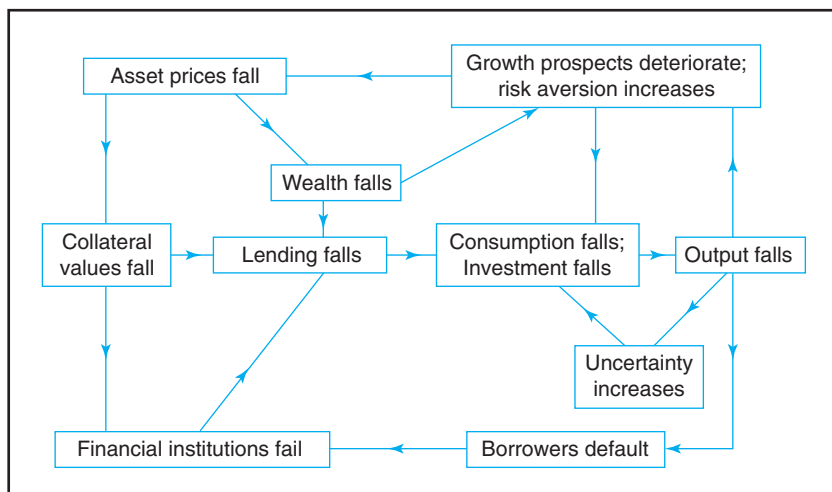 Asset prices fall
Growth prospects deteriorate;
risk aversion increases
Wealth falls
Collateral
values fall
Lending falls
Consumption falls;
Investment falls
Output falls
Uncertainty
increases
Financial institutions fail
Borrowers default